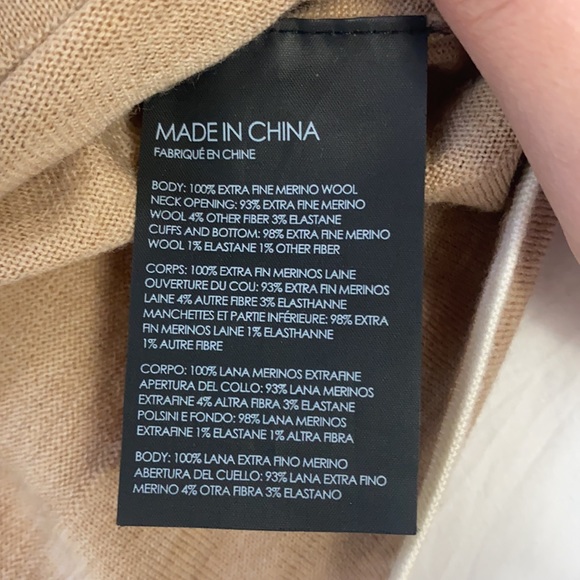 MADE IN CHINA
FABRIQUÉ EN CHINE
BODY: 100% EXTRA FINE MERINO WOOL
NECK OPENING: 93% EXTRA FINE MERINO
WOOL 4% OTHER FIBER 3% ELASTANE
CUFFS AND BOTTOM: 98% EXTRA FINE MERINO
WOOL 1% ELASTANE 1% OTHER FIBER
CORPS: 100% EXTRA FIN MERINOS LAINE
OUVERTURE DU COU: 93% EXTRA FIN MERINOS
LAINE 4% AUTRE FIBRE 3% ELASTHANNE
MANCHETTES ET PARTIE INFÉRIEURE: 98% EXTRA
FIN MERINOS LAINE 1% ELASTHANNE
1% AUTRE FIBRE
CORPO: 100% LANA MERINOS EXTRAFINE
APERTURA DEL COLLO: 93% LANA MERINOS
EXTRAFINE 4% ALTRA FIBRA 3% ELASTANE
POLSINI E FONDO: 98% LANA MERINOS
EXTRAFINE 1% ELASTANE 1% ALTRA FIBRA
BODY: 100% LANA EXTRA FINO MERINO
ABERTURA DEL CUELLO: 93% LANA EXTRA FINO
MERINO 4% OTRA FIBRA 3% ELASTANO